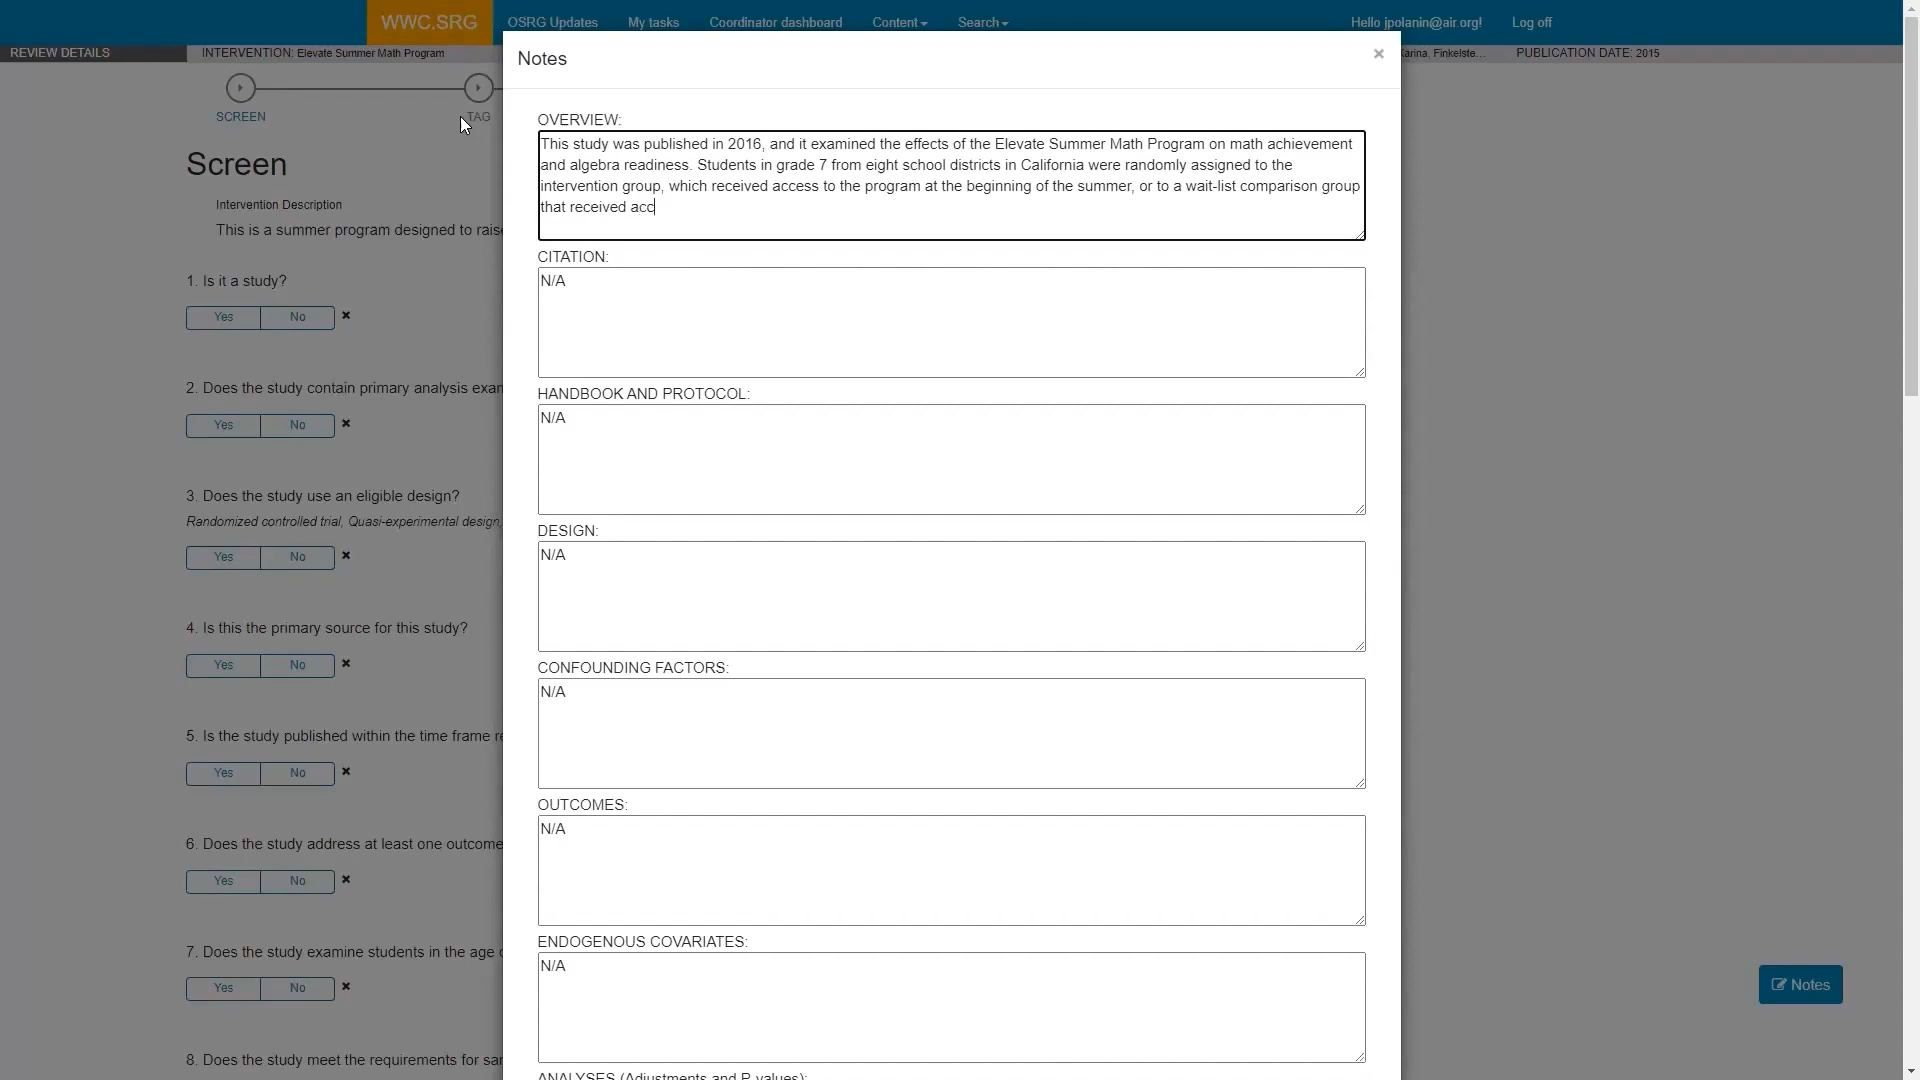 WWC.SRG
OSRG Updates
My tasks
Coordinator dashboard
Content
Search
Hello jpolanin@air.org!
Log off
REVIEW DETAILS
INTERVENTION: Elevate Summer Math Program
Karina, Finkelste...
PUBLICATION DATE: 2015
SCREEN
TAG
Screen
Intervention Description
This is a summer program designed to raise
1. Is it a study?
Yes No
2. Does the study contain primary analysis exam
Yes No
3. Does the study use an eligible design?
Randomized controlled trial, Quasi-experimental design,
Yes No
4. Is this the primary source for this study?
Yes No
5. Is the study published within the time frame re
Yes No
6. Does the study address at least one outcome
Yes No
7. Does the study examine students in the age o
Yes No
8. Does the study meet the requirements for sam
Notes
×
OVERVIEW:
This study was published in 2016, and it examined the effects of the Elevate Summer Math Program on math achievement
and algebra readiness. Students in grade 7 from eight school districts in California were randomly assigned to the
intervention group, which received access to the program at the beginning of the summer, or to a wait-list comparison group
that received acc
CITATION:
N/A
HANDBOOK AND PROTOCOL:
N/A
DESIGN:
N/A
CONFOUNDING FACTORS:
N/A
OUTCOMES:
N/A
ENDOGENOUS COVARIATES:
N/A
ANALYSES (Adjustments and P values):
Notes